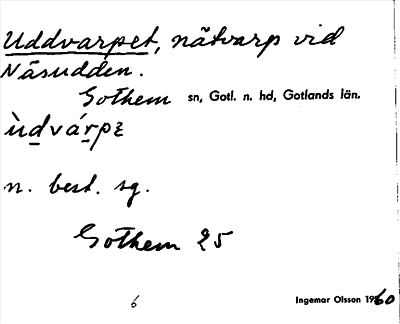 Uddvarpet, nätvarp vid
Näsudden.
Gothem sn, Gotl. n. hd, Gotlands län.
ùdvárpɛ
n. best. sg.
Gothem 25
6
Ingemar Olsson 1960